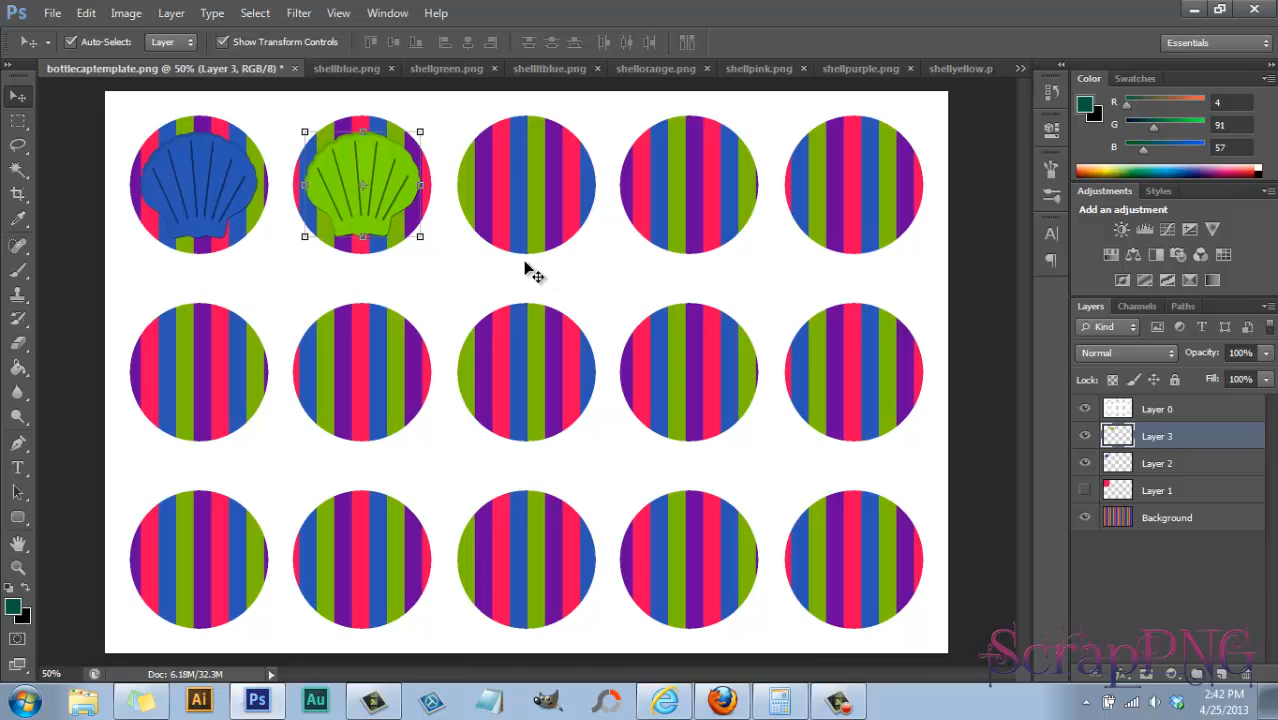 Ps File Edit Image Layer Type Select Filter View Window Help
Auto-Select: Layer Show Transform Controls Essentials
bottlecaptemplate.png @ 50% (Layer 3, RGB/8) * × shellblue.png × shellgreen.png × shellltblue.png × shellorange.png × shellpink.png × shellpurple.png × shellyellow.p
Color Swatches
R 4
G 91
B 57
Adjustments Styles
Add an adjustment
Layers Channels Paths
Kind
Normal Opacity: 100%
Lock: Fill: 100%
Layer 0
Layer 3
Layer 2
Layer 1
Background
50% Doc: 6.18M/32.3M
ScrapPNG
Ai Ps Au
2:42 PM
4/25/2013